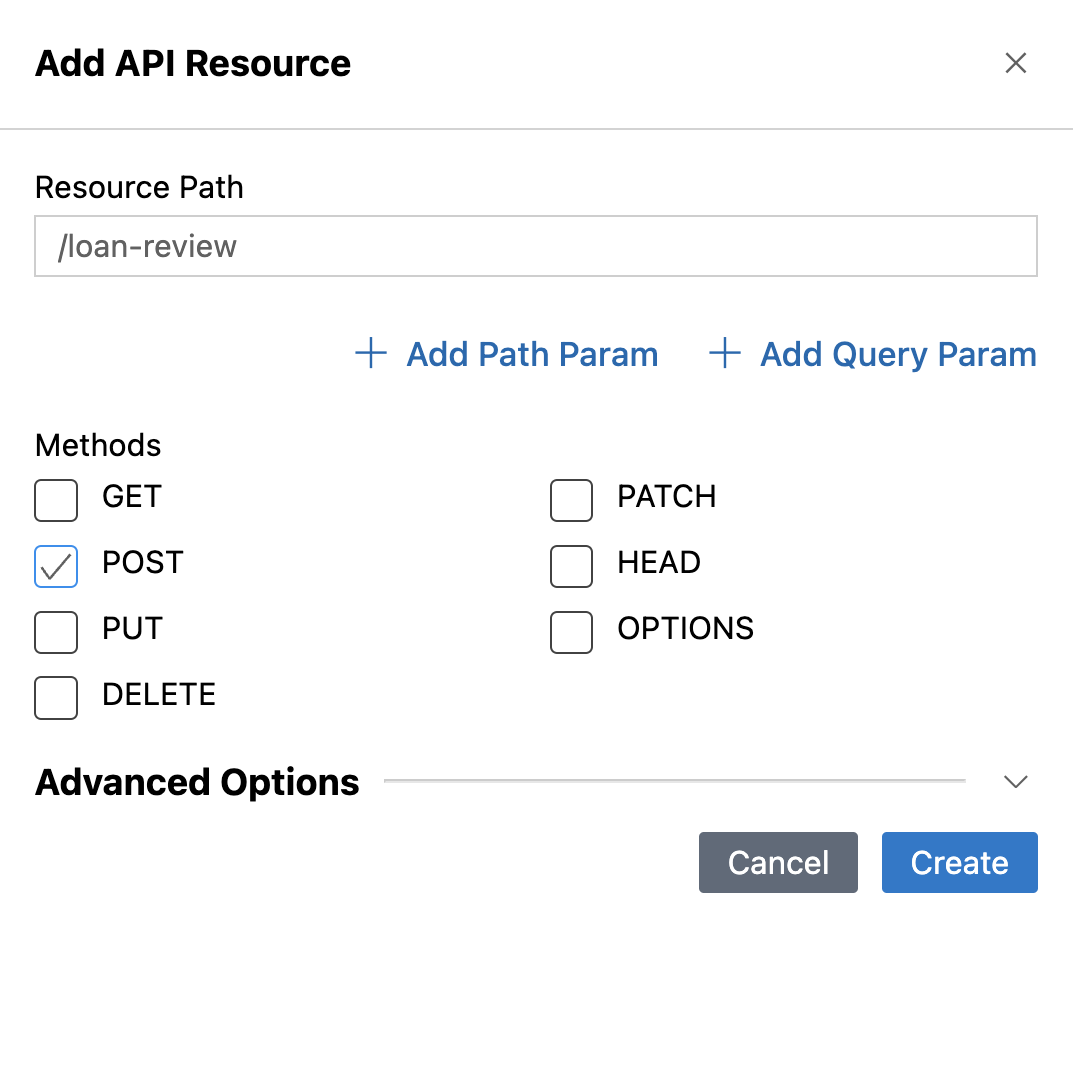 Add API Resource
Resource Path
/loan-review
Add Path Param
Add Query Param
Methods
GET
PATCH
POST
HEAD
PUT
OPTIONS
DELETE
Advanced Options
Cancel
Create